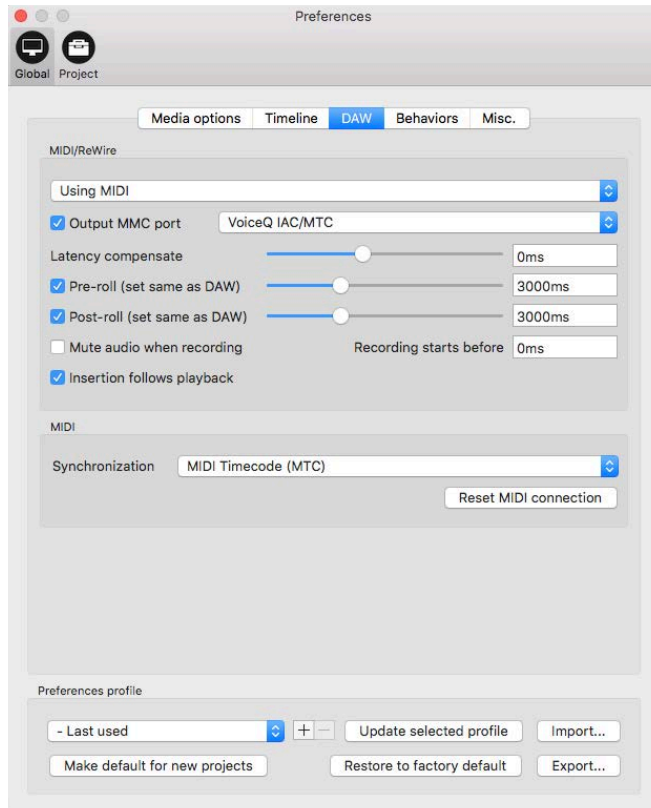 Preferences
Global Project
Media options Timeline DAW Behaviors Misc.
MIDI/ReWire
Using MIDI
Output MMC port VoiceQ IAC/MTC
Latency compensate 0ms
Pre-roll (set same as DAW) 3000ms
Post-roll (set same as DAW) 3000ms
Mute audio when recording Recording starts before 0ms
Insertion follows playback
MIDI
Synchronization MIDI Timecode (MTC)
Reset MIDI connection
Preferences profile
- Last used + − Update selected profile Import...
Make default for new projects Restore to factory default Export...